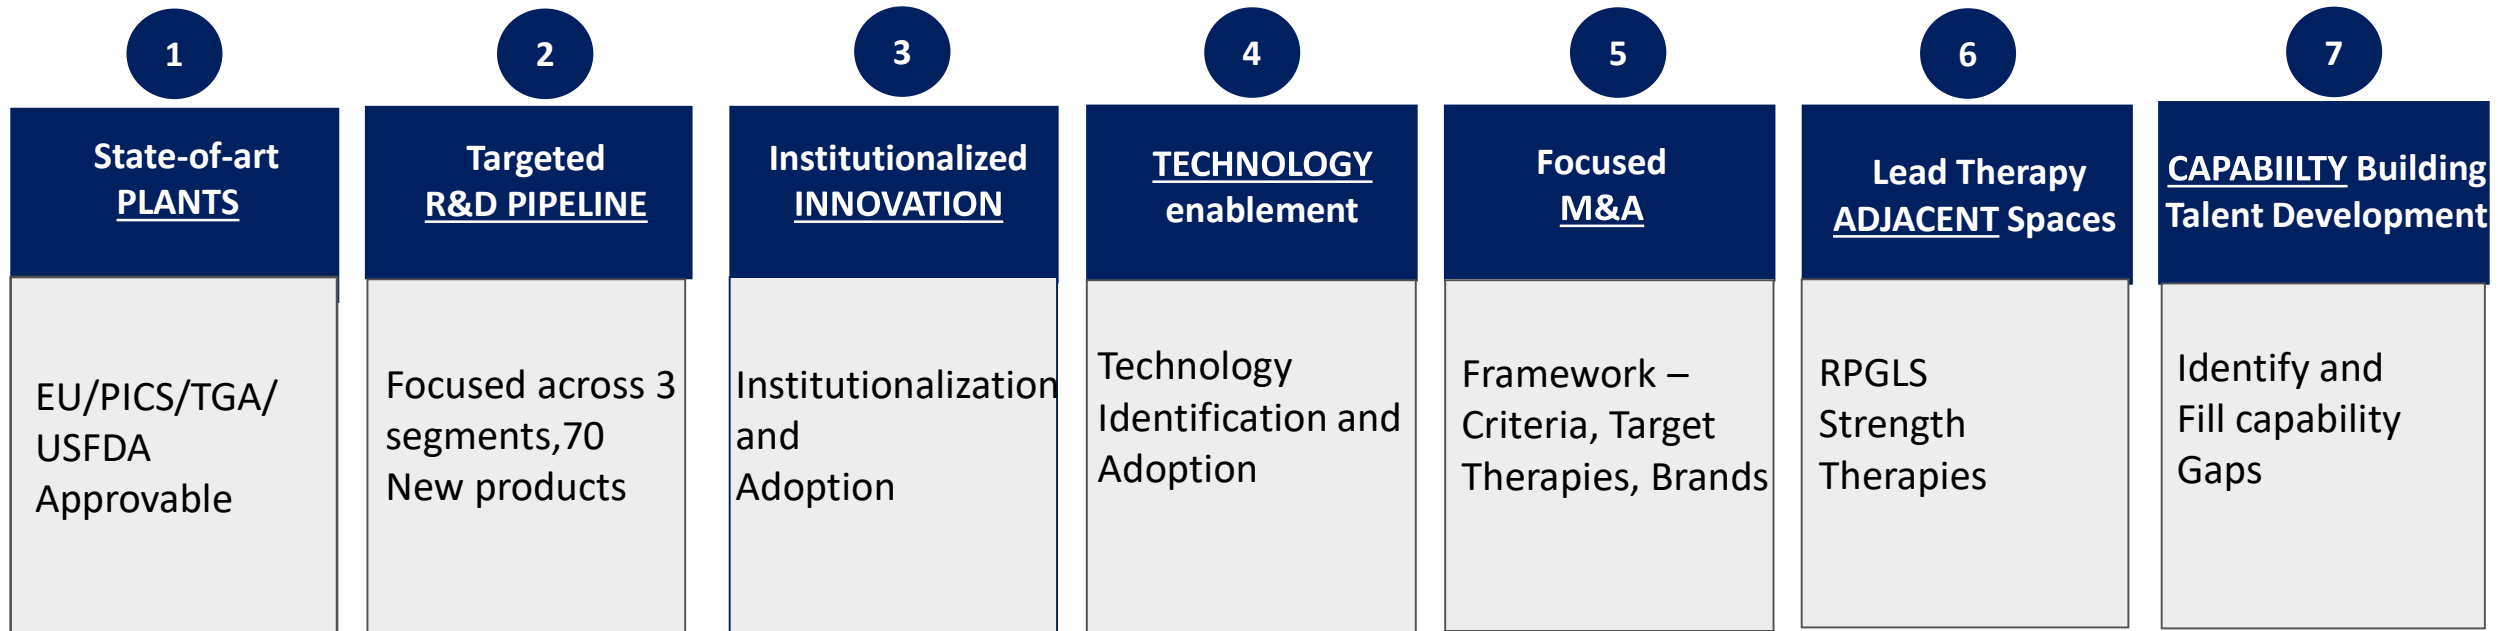 1
State-of-art
PLANTS
EU/PICS/TGA/
USFDA
Approvable
2
Targeted
R&D PIPELINE
Focused across 3
segments,70
New products
3
Institutionalized
INNOVATION
Institutionalization
and
Adoption
4
TECHNOLOGY
enablement
Technology
Identification and
Adoption
5
Focused
M&A
Framework –
Criteria, Target
Therapies, Brands
6
Lead Therapy
ADJACENT Spaces
RPGLS
Strength
Therapies
7
CAPABIILTY Building
Talent Development
Identify and
Fill capability
Gaps